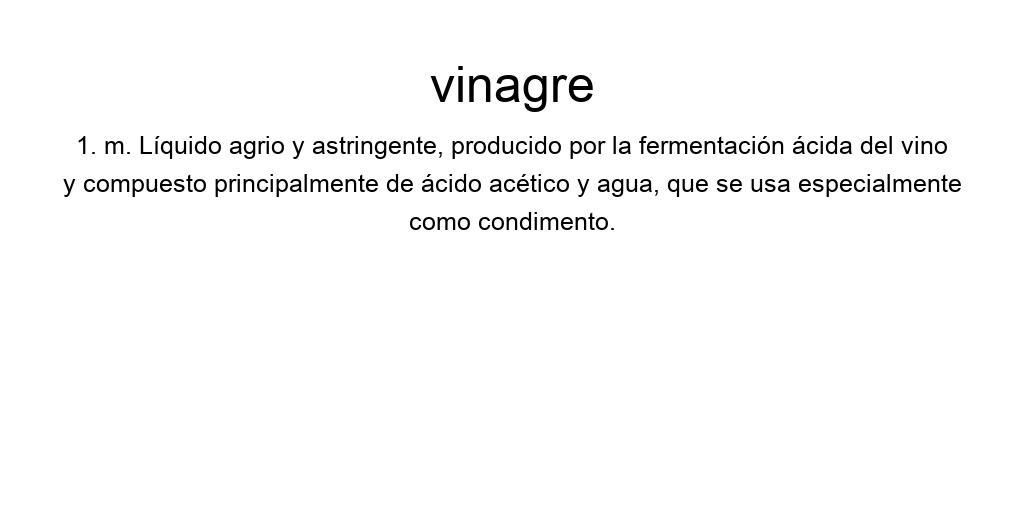 vinagre
1. m. Líquido agrio y astringente, producido por la fermentación ácida del vino
y compuesto principalmente de ácido acético y agua, que se usa especialmente
como condimento.